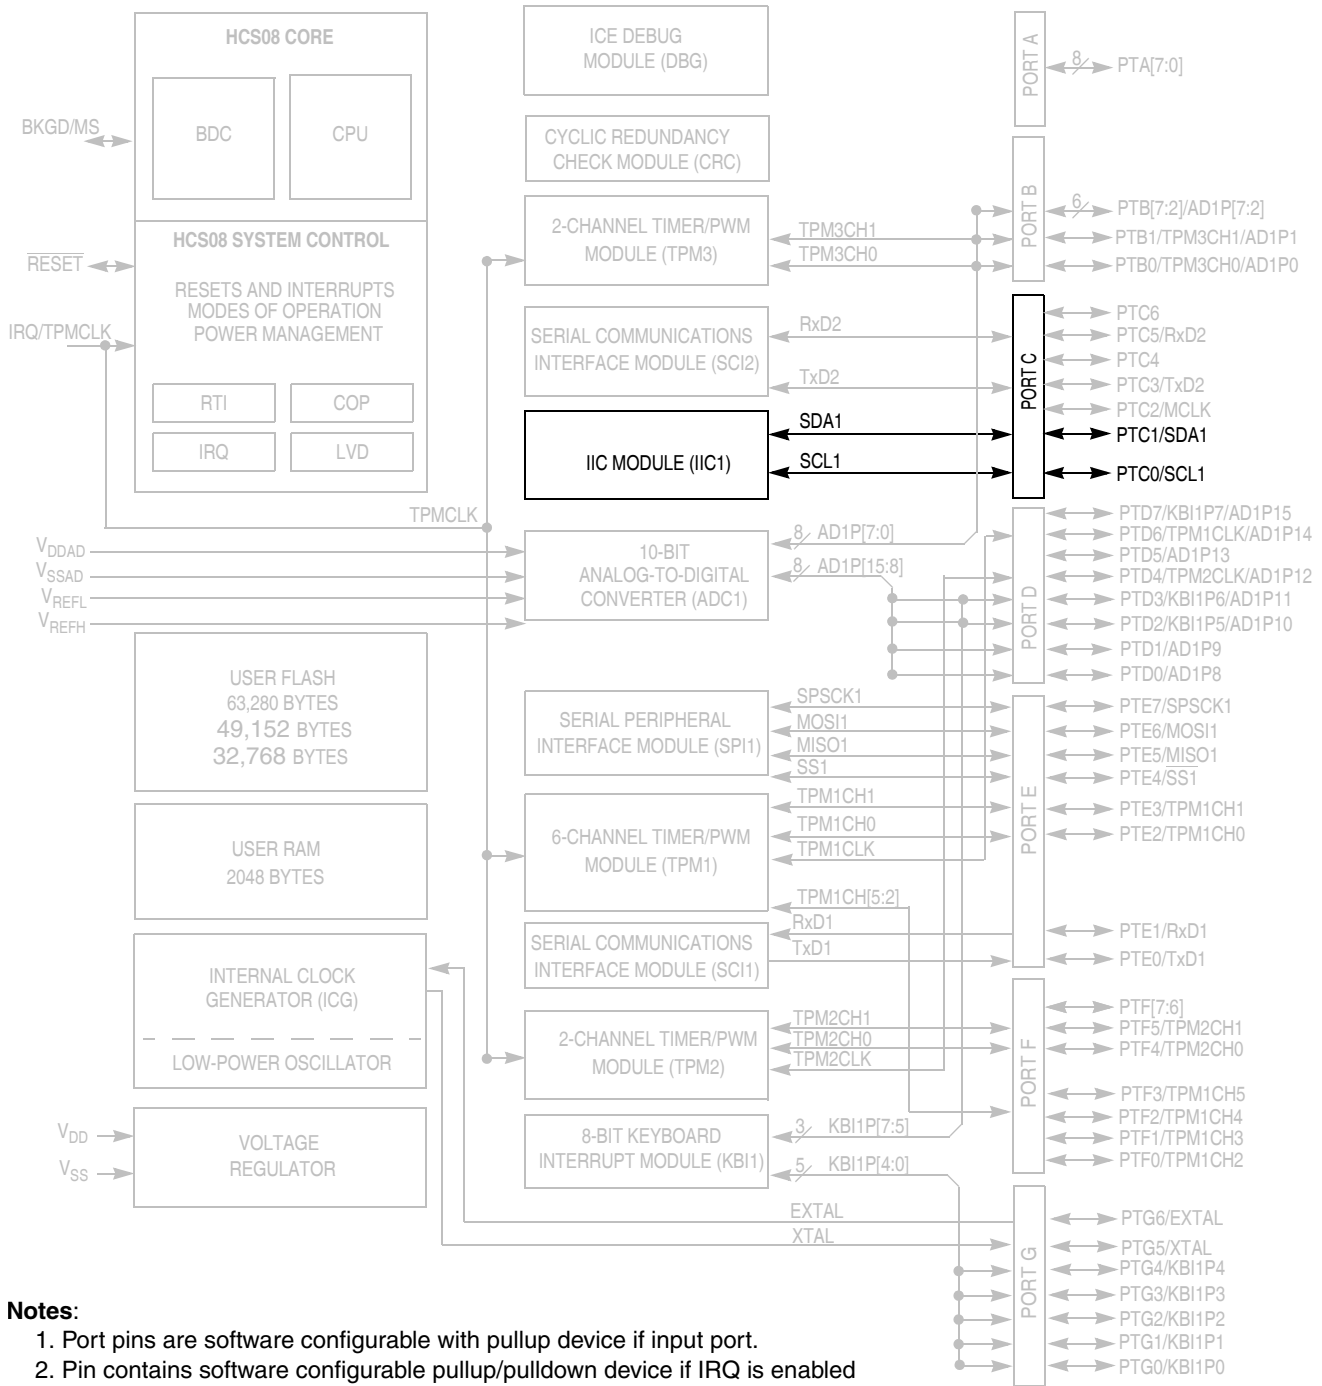 HCS08 CORE
BDC
CPU
BKGD/MS
HCS08 SYSTEM CONTROL
RESET
RESETS AND INTERRUPTS
MODES OF OPERATION
POWER MANAGEMENT
IRQ/TPMCLK
RTI
COP
IRQ
LVD
TPMCLK
VDDAD
VSSAD
VREFL
VREFH
USER FLASH
63,280 BYTES
49,152 BYTES
32,768 BYTES
USER RAM
2048 BYTES
INTERNAL CLOCK
GENERATOR (ICG)
LOW-POWER OSCILLATOR
VDD
VSS
VOLTAGE
REGULATOR
ICE DEBUG
MODULE (DBG)
CYCLIC REDUNDANCY
CHECK MODULE (CRC)
2-CHANNEL TIMER/PWM
MODULE (TPM3)
TPM3CH1
TPM3CH0
SERIAL COMMUNICATIONS
INTERFACE MODULE (SCI2)
RxD2
TxD2
IIC MODULE (IIC1)
SDA1
SCL1
10-BIT
ANALOG-TO-DIGITAL
CONVERTER (ADC1)
8 AD1P[7:0]
8 AD1P[15:8]
SERIAL PERIPHERAL
INTERFACE MODULE (SPI1)
SPSCK1
MOSI1
MISO1
SS1
6-CHANNEL TIMER/PWM
MODULE (TPM1)
TPM1CH1
TPM1CH0
TPM1CLK
TPM1CH[5:2]
SERIAL COMMUNICATIONS
INTERFACE MODULE (SCI1)
RxD1
TxD1
2-CHANNEL TIMER/PWM
MODULE (TPM2)
TPM2CH1
TPM2CH0
TPM2CLK
8-BIT KEYBOARD
INTERRUPT MODULE (KBI1)
3 KBI1P[7:5]
5 KBI1P[4:0]
EXTAL
XTAL
PORT A
8 PTA[7:0]
PORT B
6 PTB[7:2]/AD1P[7:2]
PTB1/TPM3CH1/AD1P1
PTB0/TPM3CH0/AD1P0
PORT C
PTC6
PTC5/RxD2
PTC4
PTC3/TxD2
PTC2/MCLK
PTC1/SDA1
PTC0/SCL1
PORT D
PTD7/KBI1P7/AD1P15
PTD6/TPM1CLK/AD1P14
PTD5/AD1P13
PTD4/TPM2CLK/AD1P12
PTD3/KBI1P6/AD1P11
PTD2/KBI1P5/AD1P10
PTD1/AD1P9
PTD0/AD1P8
PORT E
PTE7/SPSCK1
PTE6/MOSI1
PTE5/MISO1
PTE4/SS1
PTE3/TPM1CH1
PTE2/TPM1CH0
PTE1/RxD1
PTE0/TxD1
PORT F
PTF[7:6]
PTF5/TPM2CH1
PTF4/TPM2CH0
PTF3/TPM1CH5
PTF2/TPM1CH4
PTF1/TPM1CH3
PTF0/TPM1CH2
PORT G
PTG6/EXTAL
PTG5/XTAL
PTG4/KBI1P4
PTG3/KBI1P3
PTG2/KBI1P2
PTG1/KBI1P1
PTG0/KBI1P0
Notes:
1. Port pins are software configurable with pullup device if input port.
2. Pin contains software configurable pullup/pulldown device if IRQ is enabled